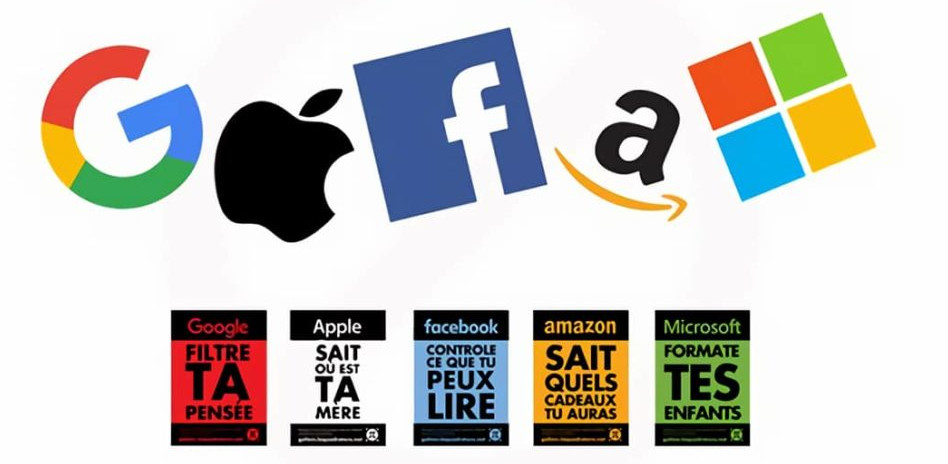 G
f
a
Google
FILTRE
TA
PENSÉE
Apple
SAIT
OÙ EST
TA
MÈRE
facebook
CONTROLE
CE QUE TU
PEUX
LIRE
amazon
SAIT
QUELS
CADEAUX
TU AURAS
Microsoft
FORMATE
TES
ENFANTS